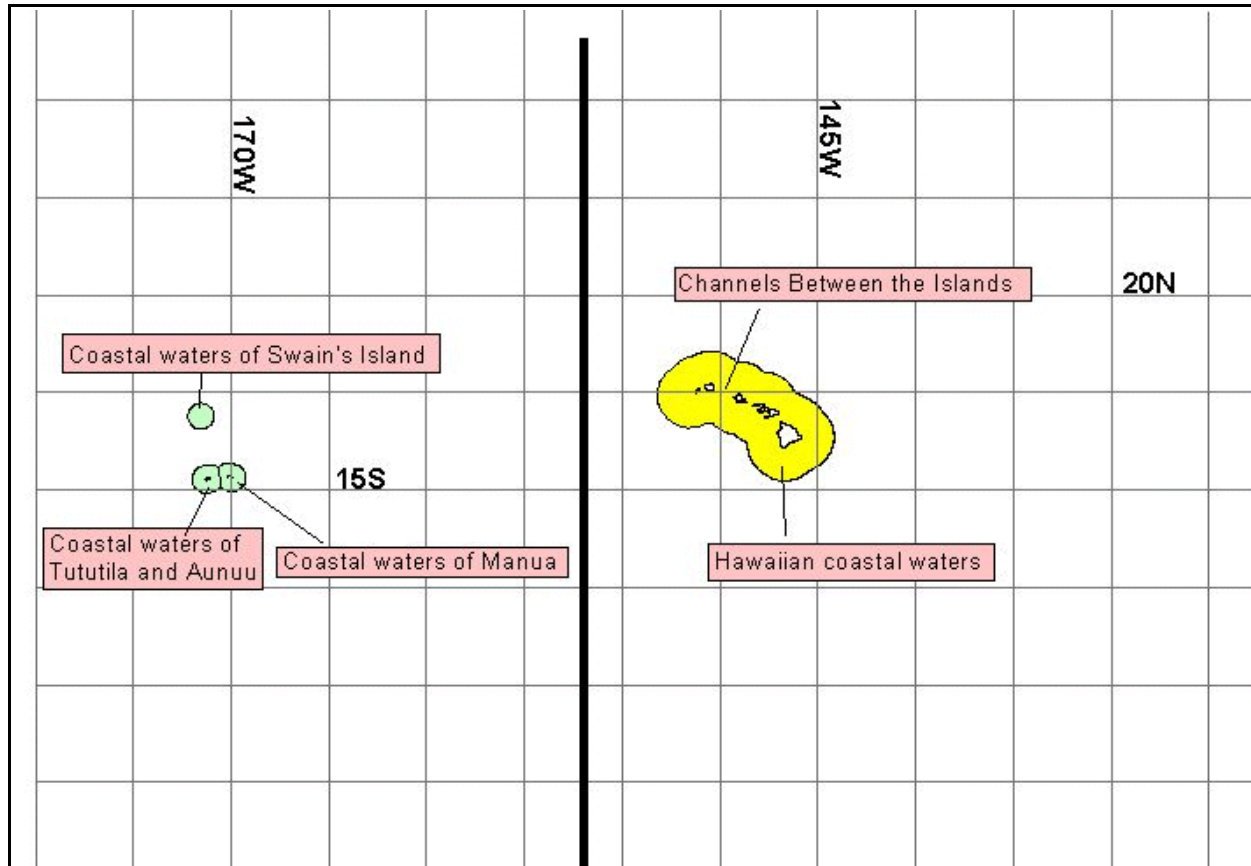 170W
145W
Channels Between the Islands
20N
Coastal waters of Swain's Island
15S
Coastal waters of
Tututila and Aunuu
Coastal waters of Manua
Hawaiian coastal waters